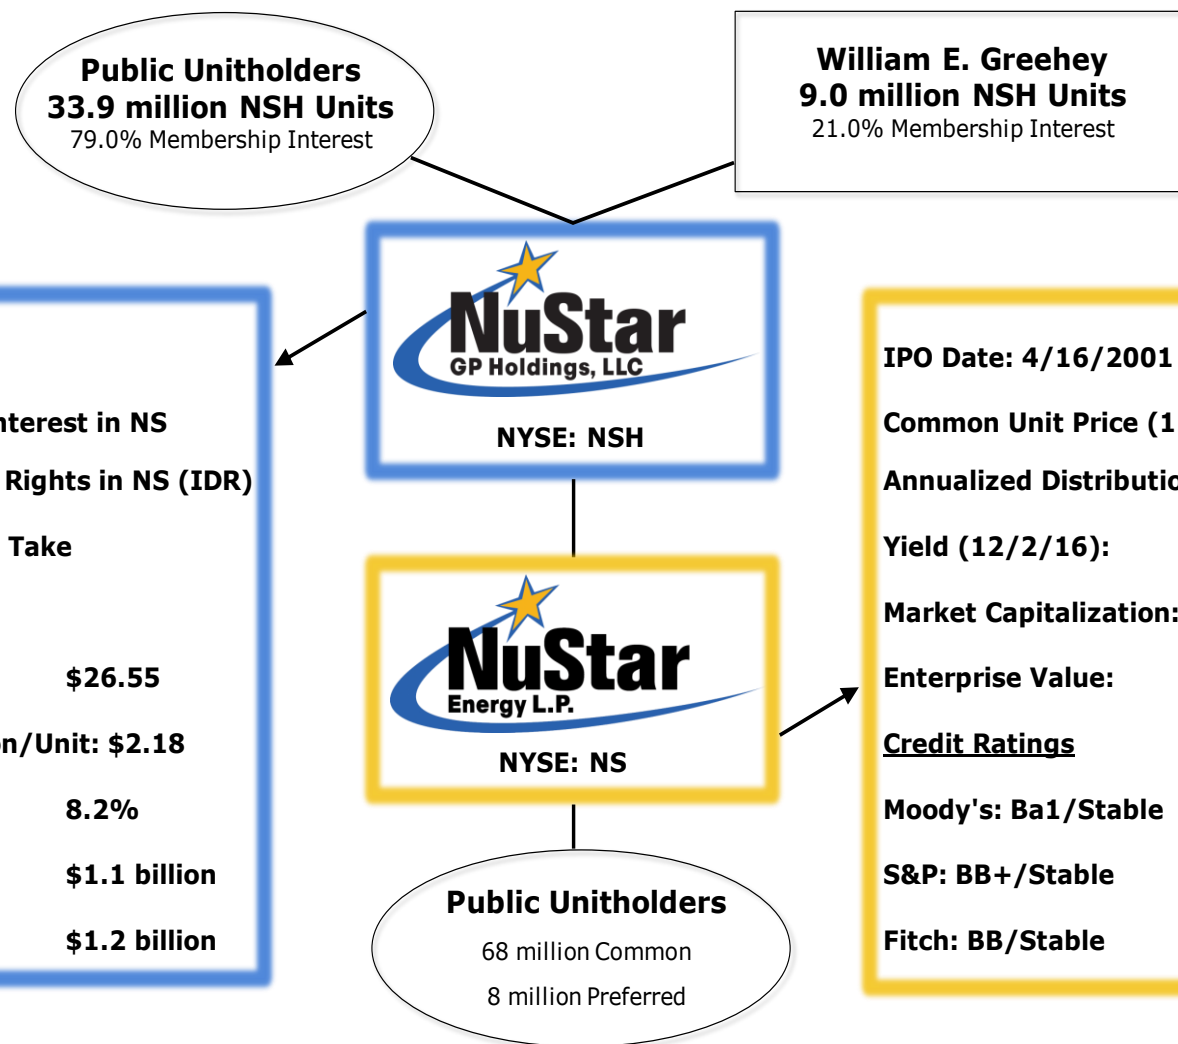 Public Unitholders
33.9 million NSH Units
79.0% Membership Interest
William E. Greehey
9.0 million NSH Units
21.0% Membership Interest
NuStar
GP Holdings, LLC
NYSE: NSH
nterest in NS
Rights in NS (IDR)
Take
$26.55
n/Unit: $2.18
8.2%
$1.1 billion
$1.2 billion
NuStar
Energy L.P.
NYSE: NS
IPO Date: 4/16/2001
Common Unit Price (1
Annualized Distributio
Yield (12/2/16):
Market Capitalization:
Enterprise Value:
Credit Ratings
Moody's: Ba1/Stable
S&P: BB+/Stable
Fitch: BB/Stable
Public Unitholders
68 million Common
8 million Preferred